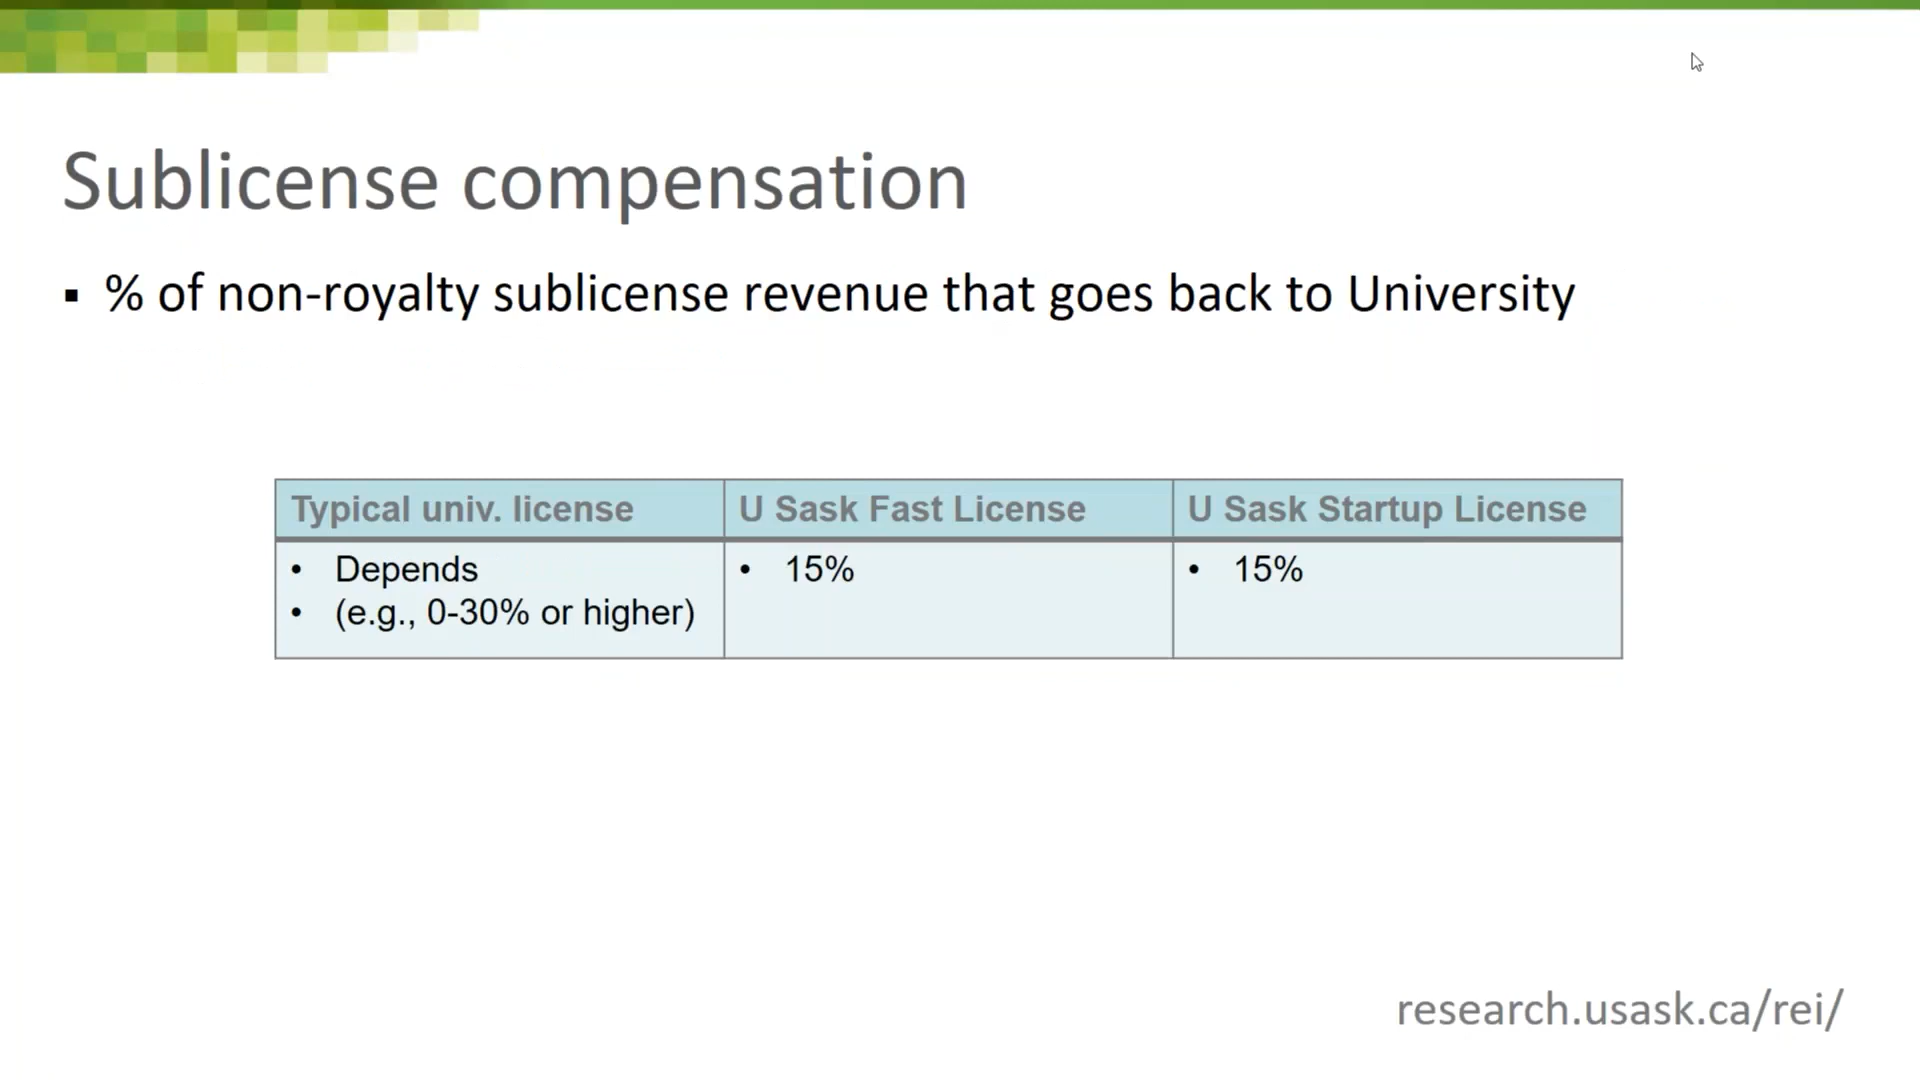 Sublicense compensation
▪ % of non-royalty sublicense revenue that goes back to University
Typical univ. license
U Sask Fast License
U Sask Startup License
• Depends
• (e.g., 0-30% or higher)
• 15%
• 15%
research.usask.ca/rei/